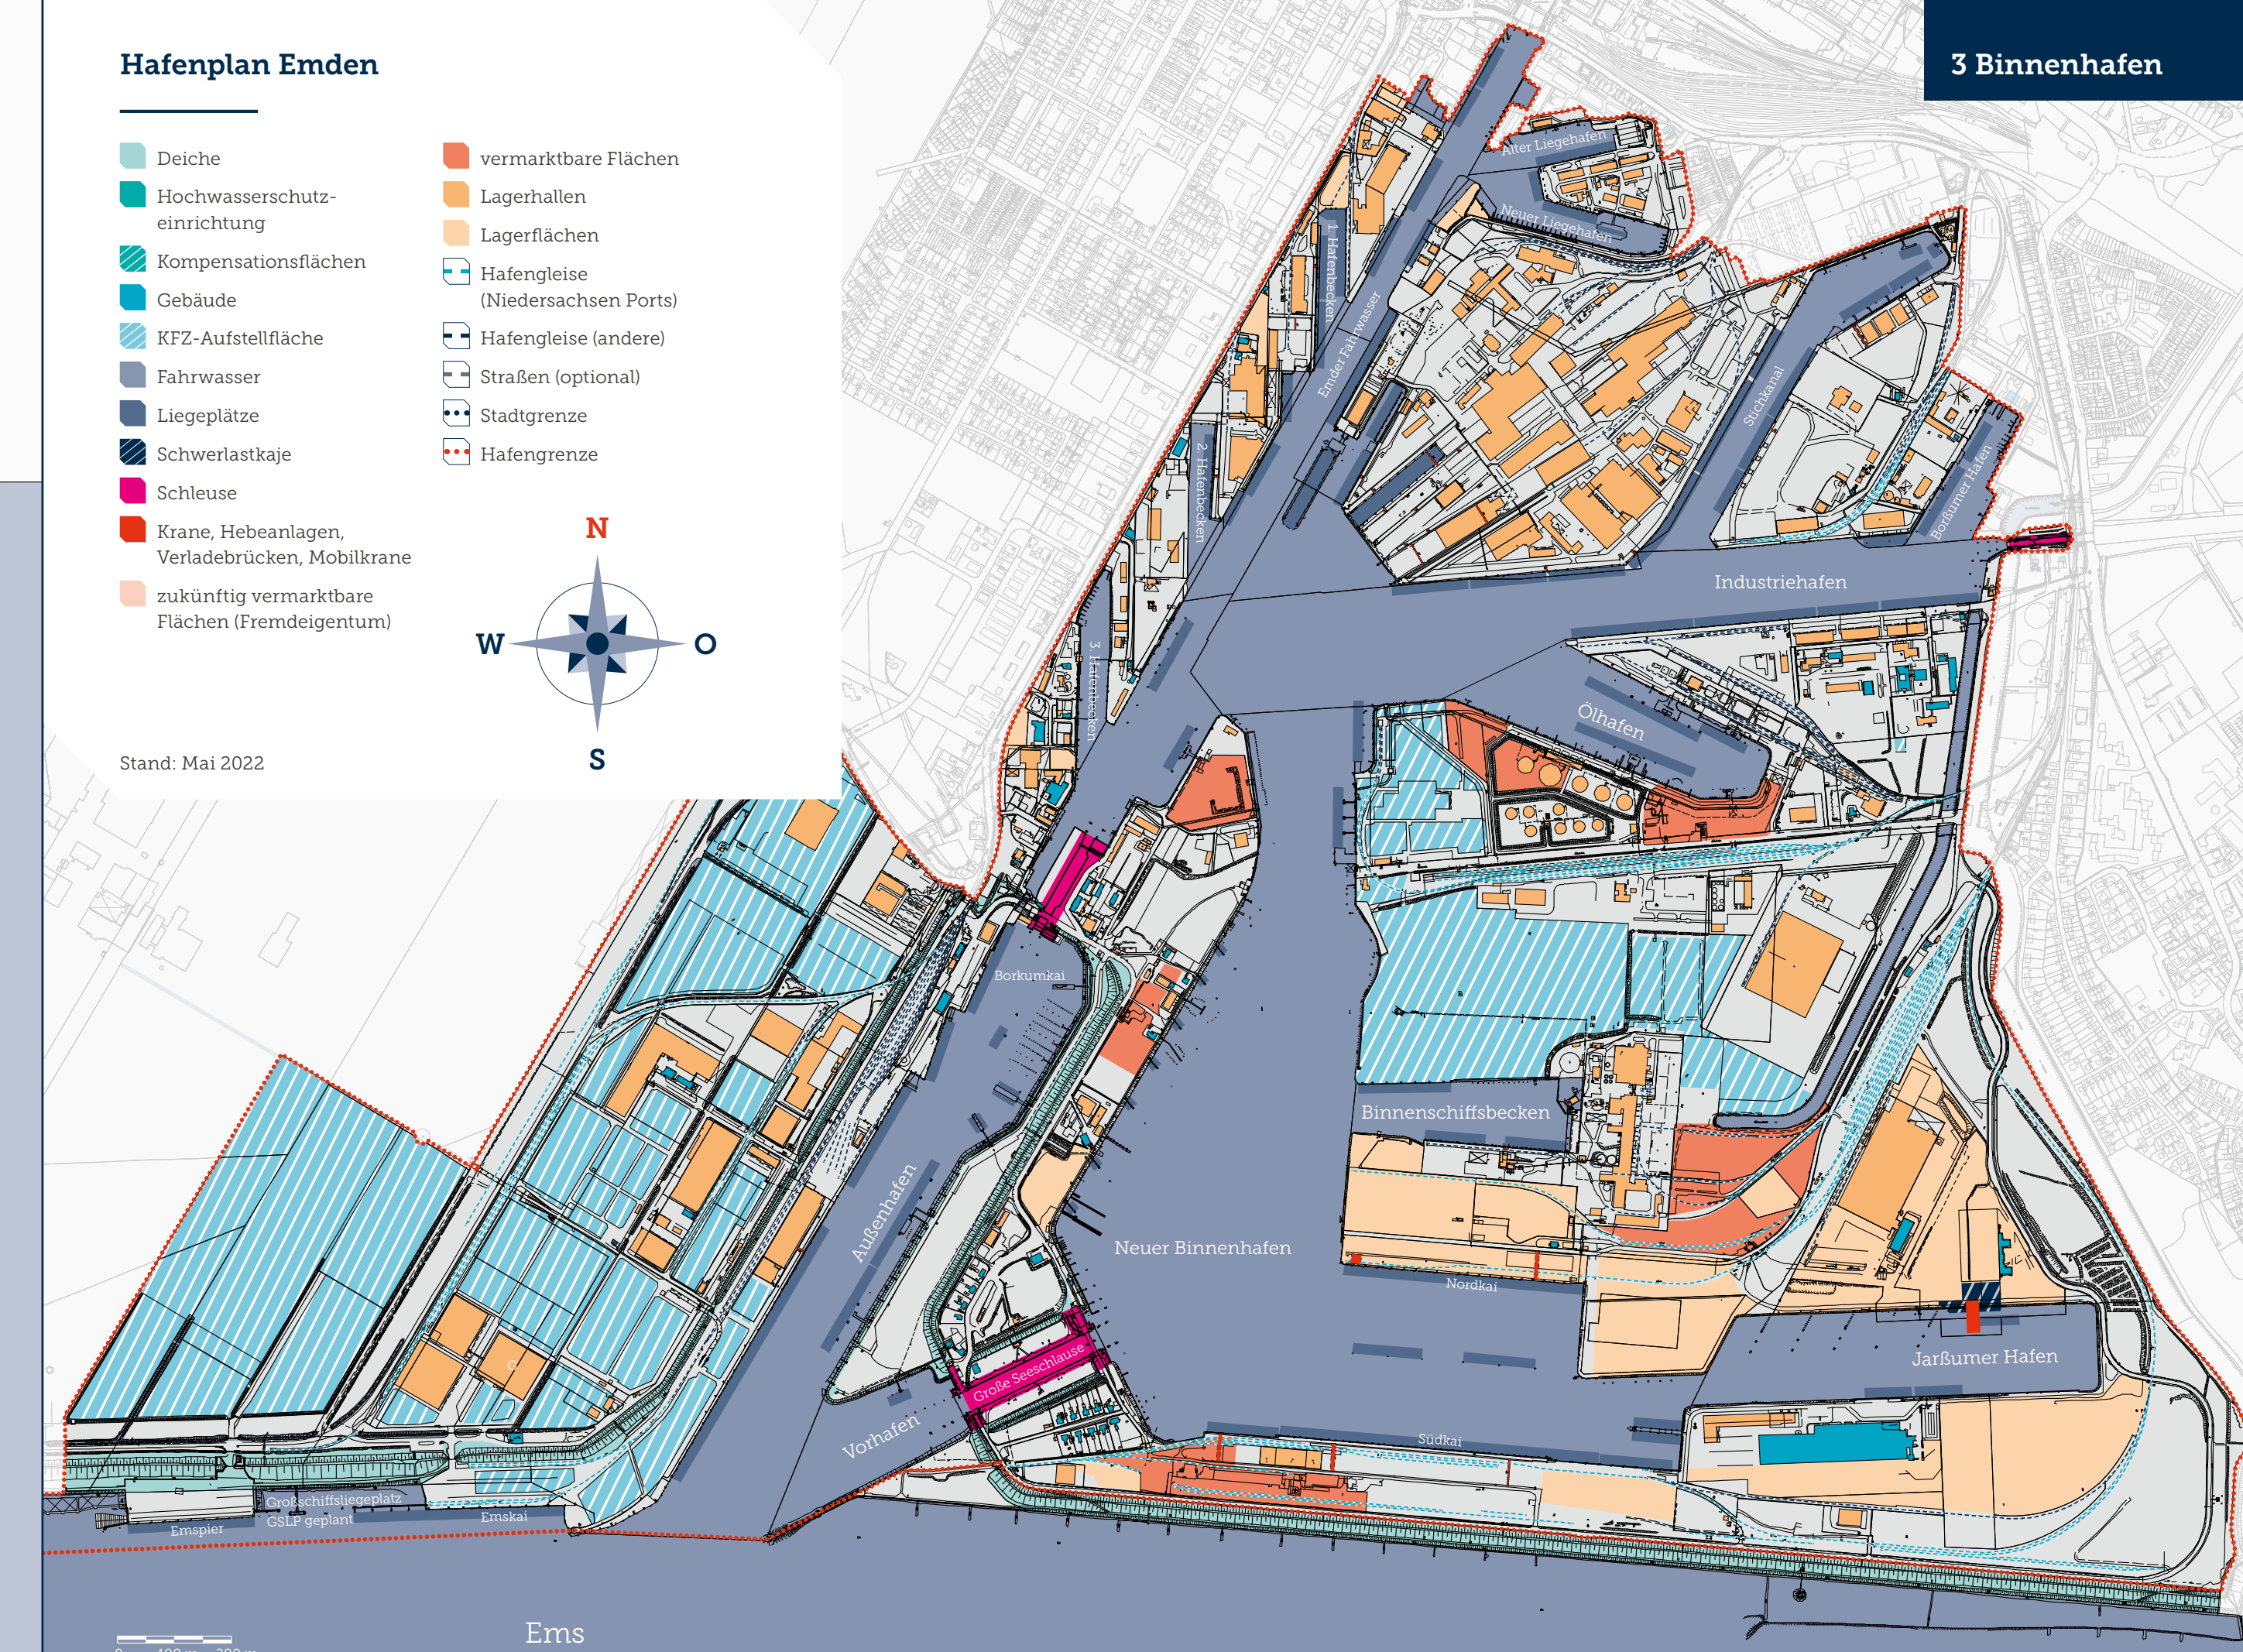 Hafenplan Emden
3 Binnenhafen
Deiche
Hochwasserschutz-
einrichtung
Kompensationsflächen
Gebäude
KFZ-Aufstellfläche
Fahrwasser
Liegeplätze
Schwerlastkaje
Schleuse
Krane, Hebeanlagen,
Verladebrücken, Mobilkrane
zukünftig vermarktbare
Flächen (Fremdeigentum)
vermarktbare Flächen
Lagerhallen
Lagerflächen
Hafengleise
(Niedersachsen Ports)
Hafengleise (andere)
Straßen (optional)
Stadtgrenze
Hafengrenze
N
W
O
S
Stand: Mai 2022
Alter Liegehafen
Neuer Liegehafen
1. Hafenbecken
Emder Fahrwasser
2. Hafenbecken
3. Hafenbecken
Stichkanal
Borßumer Hafen
Industriehafen
Ölhafen
Borkumkai
Binnenschiffsbecken
Außenhafen
Neuer Binnenhafen
Nordkai
Jarßumer Hafen
Große Seeschlause
Vorhafen
Südkai
Großschiffsliegeplatz
GSLP geplant
Emspier
Emskai
Ems